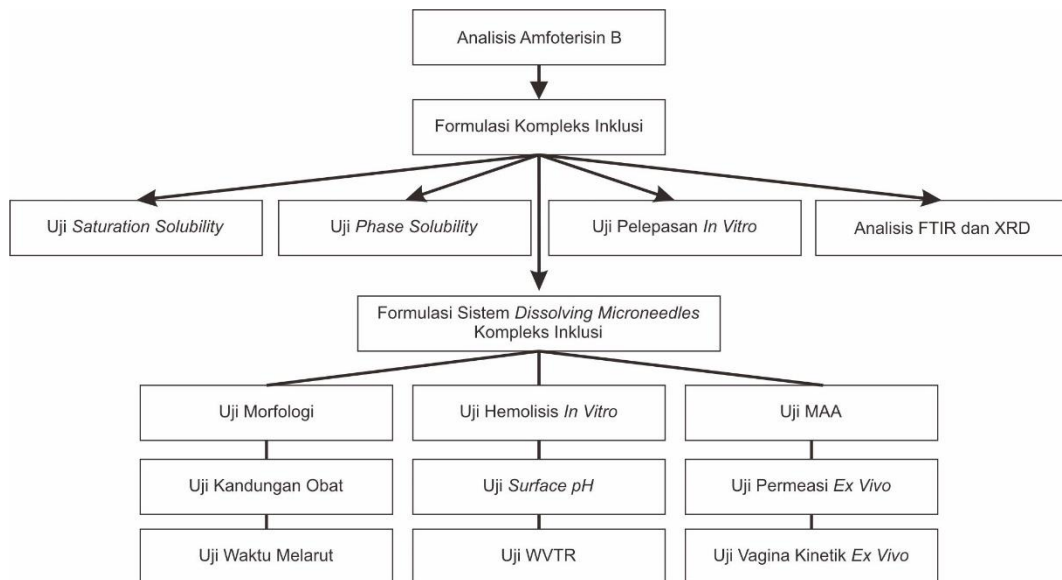 Analisis Amfoterisin B
Formulasi Kompleks Inklusi
Uji Saturation Solubility
Uji Phase Solubility
Uji Pelepasan In Vitro
Analisis FTIR dan XRD
Formulasi Sistem Dissolving Microneedles
Kompleks Inklusi
Uji Morfologi
Uji Hemolisis In Vitro
Uji MAA
Uji Kandungan Obat
Uji Surface pH
Uji Permeasi Ex Vivo
Uji Waktu Melarut
Uji WVTR
Uji Vagina Kinetik Ex Vivo